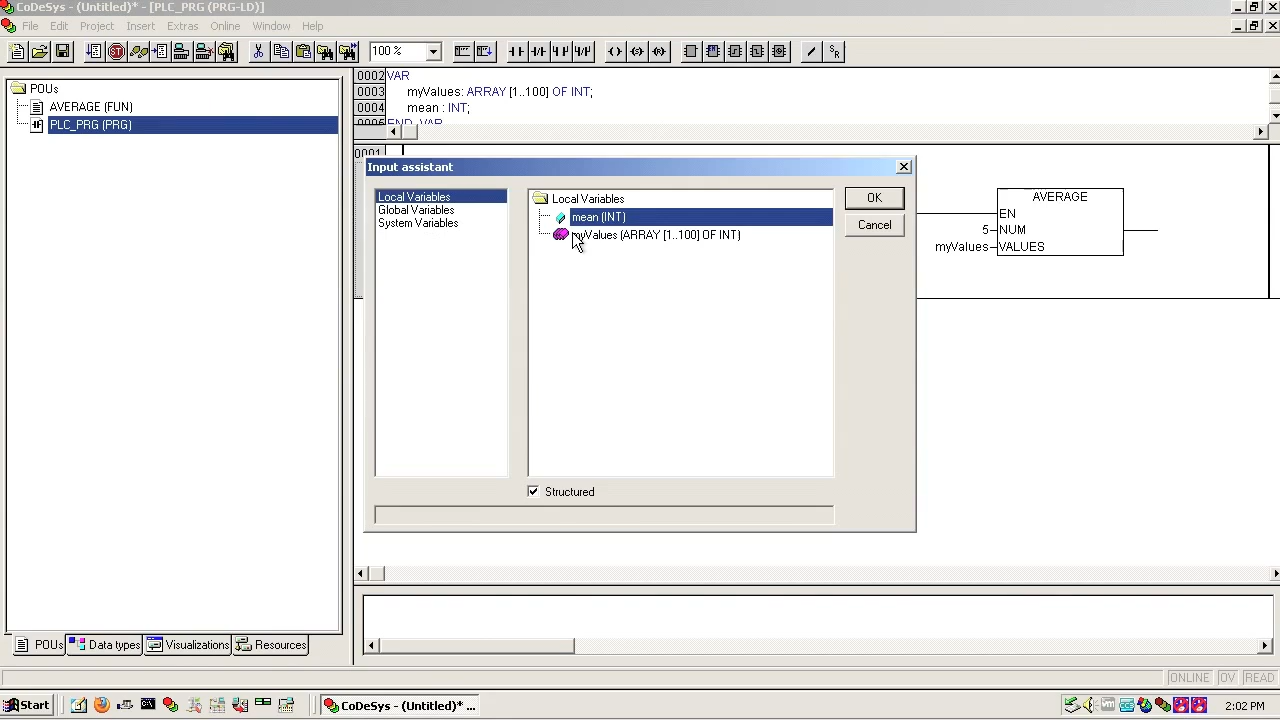 CoDeSys - (Untitled)* - [PLC_PRG (PRG-LD)]
File Edit Project Insert Extras Online Window Help
100 %
POUs
AVERAGE (FUN)
PLC_PRG (PRG)
0002 VAR
0003 myValues: ARRAY [1..100] OF INT;
0004 mean : INT;
0005 END_VAR
0001
Input assistant
Local Variables
Global Variables
System Variables
Local Variables
mean (INT)
myValues (ARRAY [1..100] OF INT)
Structured
OK
Cancel
AVERAGE
EN
5 NUM
myValues VALUES
POUs Data types Visualizations Resources
ONLINE OV READ
Start CoDeSys - (Untitled)* ... 2:02 PM